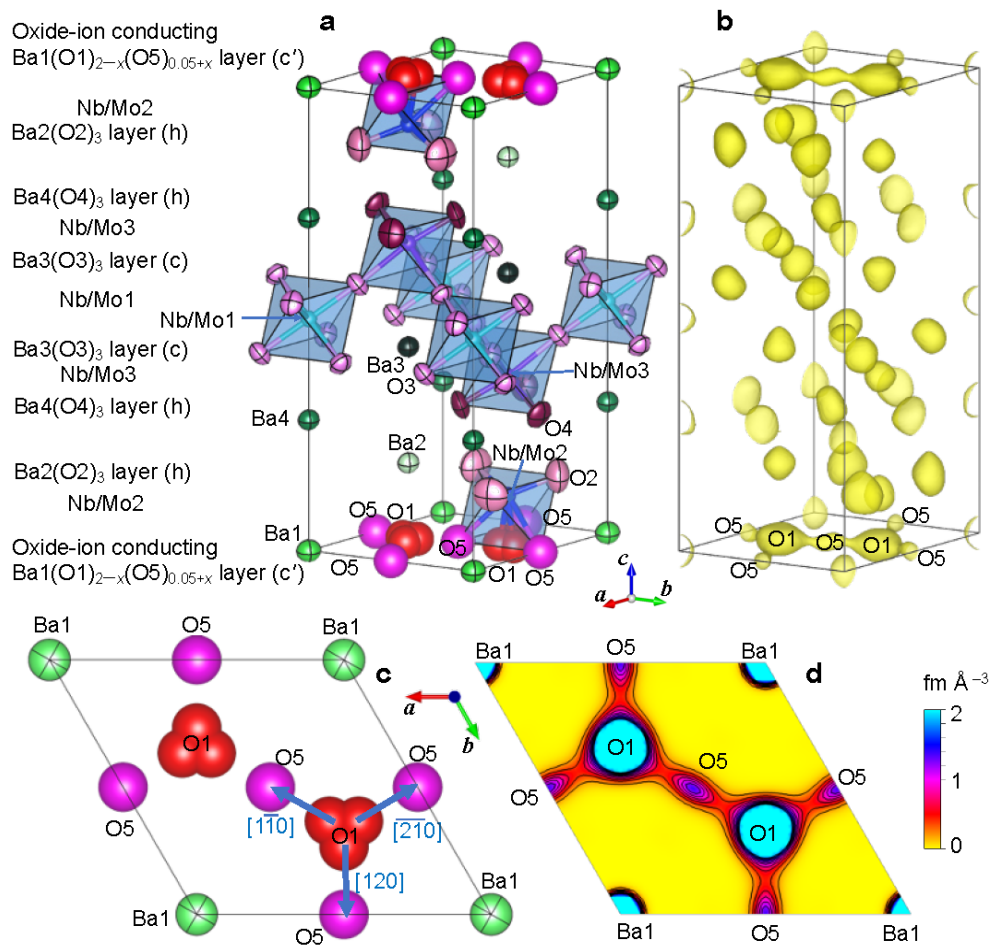 Oxide-ion conducting
Ba1(O1)2−x(O5)0.05+x layer (c′)
Nb/Mo2
Ba2(O2)3 layer (h)
Ba4(O4)3 layer (h)
Nb/Mo3
Ba3(O3)3 layer (c)
Nb/Mo1
Nb/Mo1
Ba3(O3)3 layer (c)
Nb/Mo3
Ba4(O4)3 layer (h)
Ba2(O2)3 layer (h)
Nb/Mo2
Oxide-ion conducting
Ba1(O1)2−x(O5)0.05+x layer (c′)
a
Ba3
O3
Nb/Mo3
Ba4
O4
Ba2
Nb/Mo2
O2
O5
O1
O5
Ba1
O5
O5
O1
O5
c
a
b
b
O5
O5
O1
O5
O1
O5
O5
Ba1
O5
Ba1
c
O1
O5
O5
O5
O1
[11̅0]
[2̅1̅0]
[120]
Ba1
O5
Ba1
a
b
O5
Ba1
d
O1
O5
O5
O5
O1
Ba1
O5
Ba1
fm Å−3
2
1
0